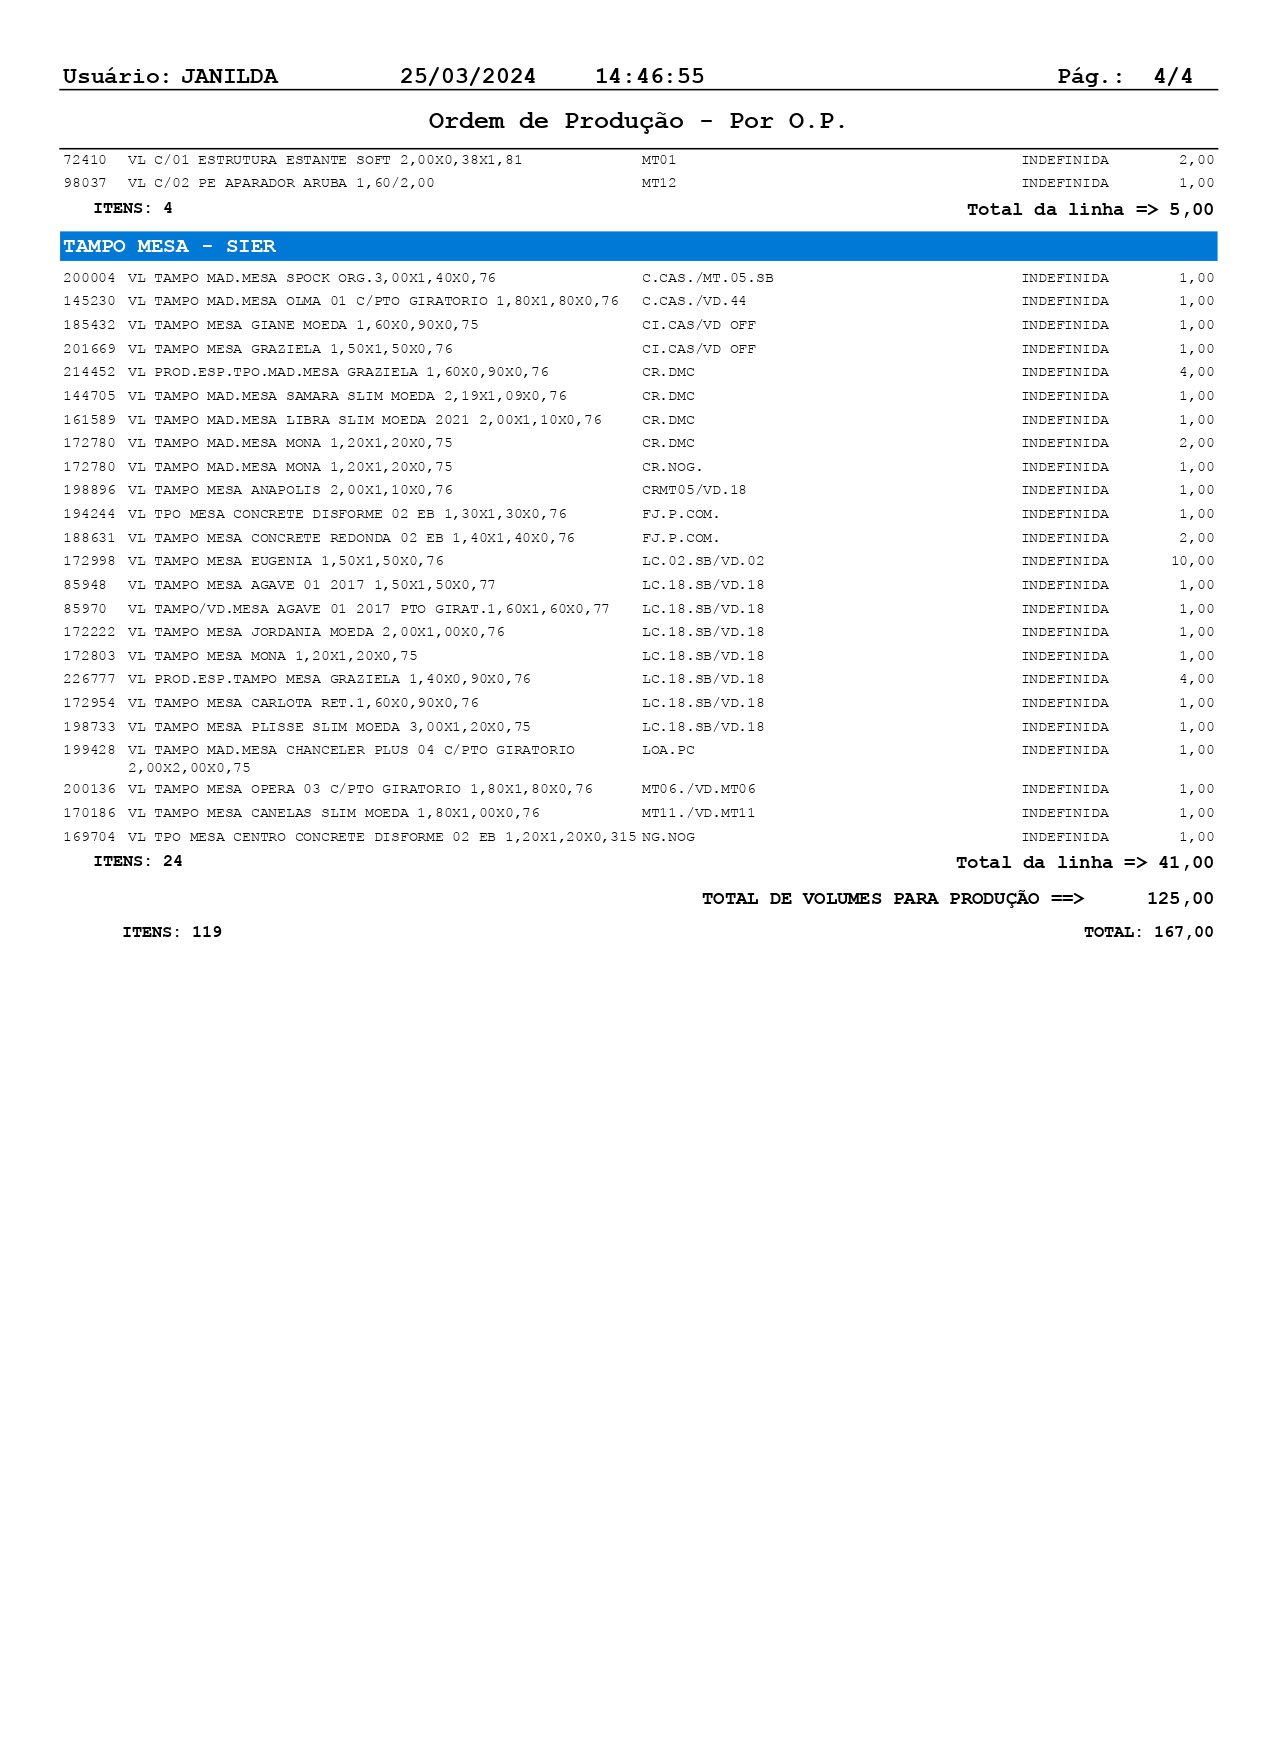 Usuário: JANILDA 25/03/2024 14:46:55 Pág.: 4/4
Ordem de Produção - Por O.P.
72410 VL C/01 ESTRUTURA ESTANTE SOFT 2,00X0,38X1,81 MT01 INDEFINIDA 2,00
98037 VL C/02 PE APARADOR ARUBA 1,60/2,00 MT12 INDEFINIDA 1,00
ITENS: 4 Total da linha => 5,00
TAMPO MESA - SIER
200004 VL TAMPO MAD.MESA SPOCK ORG.3,00X1,40X0,76 C.CAS./MT.05.SB INDEFINIDA 1,00
145230 VL TAMPO MAD.MESA OLMA 01 C/PTO GIRATORIO 1,80X1,80X0,76 C.CAS./VD.44 INDEFINIDA 1,00
185432 VL TAMPO MESA GIANE MOEDA 1,60X0,90X0,75 CI.CAS/VD OFF INDEFINIDA 1,00
201669 VL TAMPO MESA GRAZIELA 1,50X1,50X0,76 CI.CAS/VD OFF INDEFINIDA 1,00
214452 VL PROD.ESP.TPO.MAD.MESA GRAZIELA 1,60X0,90X0,76 CR.DMC INDEFINIDA 4,00
144705 VL TAMPO MAD.MESA SAMARA SLIM MOEDA 2,19X1,09X0,76 CR.DMC INDEFINIDA 1,00
161589 VL TAMPO MAD.MESA LIBRA SLIM MOEDA 2021 2,00X1,10X0,76 CR.DMC INDEFINIDA 1,00
172780 VL TAMPO MAD.MESA MONA 1,20X1,20X0,75 CR.DMC INDEFINIDA 2,00
172780 VL TAMPO MAD.MESA MONA 1,20X1,20X0,75 CR.NOG. INDEFINIDA 1,00
198896 VL TAMPO MESA ANAPOLIS 2,00X1,10X0,76 CRMT05/VD.18 INDEFINIDA 1,00
194244 VL TPO MESA CONCRETE DISFORME 02 EB 1,30X1,30X0,76 FJ.P.COM. INDEFINIDA 1,00
188631 VL TAMPO MESA CONCRETE REDONDA 02 EB 1,40X1,40X0,76 FJ.P.COM. INDEFINIDA 2,00
172998 VL TAMPO MESA EUGENIA 1,50X1,50X0,76 LC.02.SB/VD.02 INDEFINIDA 10,00
85948 VL TAMPO MESA AGAVE 01 2017 1,50X1,50X0,77 LC.18.SB/VD.18 INDEFINIDA 1,00
85970 VL TAMPO/VD.MESA AGAVE 01 2017 PTO GIRAT.1,60X1,60X0,77 LC.18.SB/VD.18 INDEFINIDA 1,00
172222 VL TAMPO MESA JORDANIA MOEDA 2,00X1,00X0,76 LC.18.SB/VD.18 INDEFINIDA 1,00
172803 VL TAMPO MESA MONA 1,20X1,20X0,75 LC.18.SB/VD.18 INDEFINIDA 1,00
226777 VL PROD.ESP.TAMPO MESA GRAZIELA 1,40X0,90X0,76 LC.18.SB/VD.18 INDEFINIDA 4,00
172954 VL TAMPO MESA CARLOTA RET.1,60X0,90X0,76 LC.18.SB/VD.18 INDEFINIDA 1,00
198733 VL TAMPO MESA PLISSE SLIM MOEDA 3,00X1,20X0,75 LC.18.SB/VD.18 INDEFINIDA 1,00
199428 VL TAMPO MAD.MESA CHANCELER PLUS 04 C/PTO GIRATORIO LOA.PC INDEFINIDA 1,00
2,00X2,00X0,75
200136 VL TAMPO MESA OPERA 03 C/PTO GIRATORIO 1,80X1,80X0,76 MT06./VD.MT06 INDEFINIDA 1,00
170186 VL TAMPO MESA CANELAS SLIM MOEDA 1,80X1,00X0,76 MT11./VD.MT11 INDEFINIDA 1,00
169704 VL TPO MESA CENTRO CONCRETE DISFORME 02 EB 1,20X1,20X0,315 NG.NOG INDEFINIDA 1,00
ITENS: 24 Total da linha => 41,00
TOTAL DE VOLUMES PARA PRODUÇÃO ==> 125,00
ITENS: 119 TOTAL: 167,00